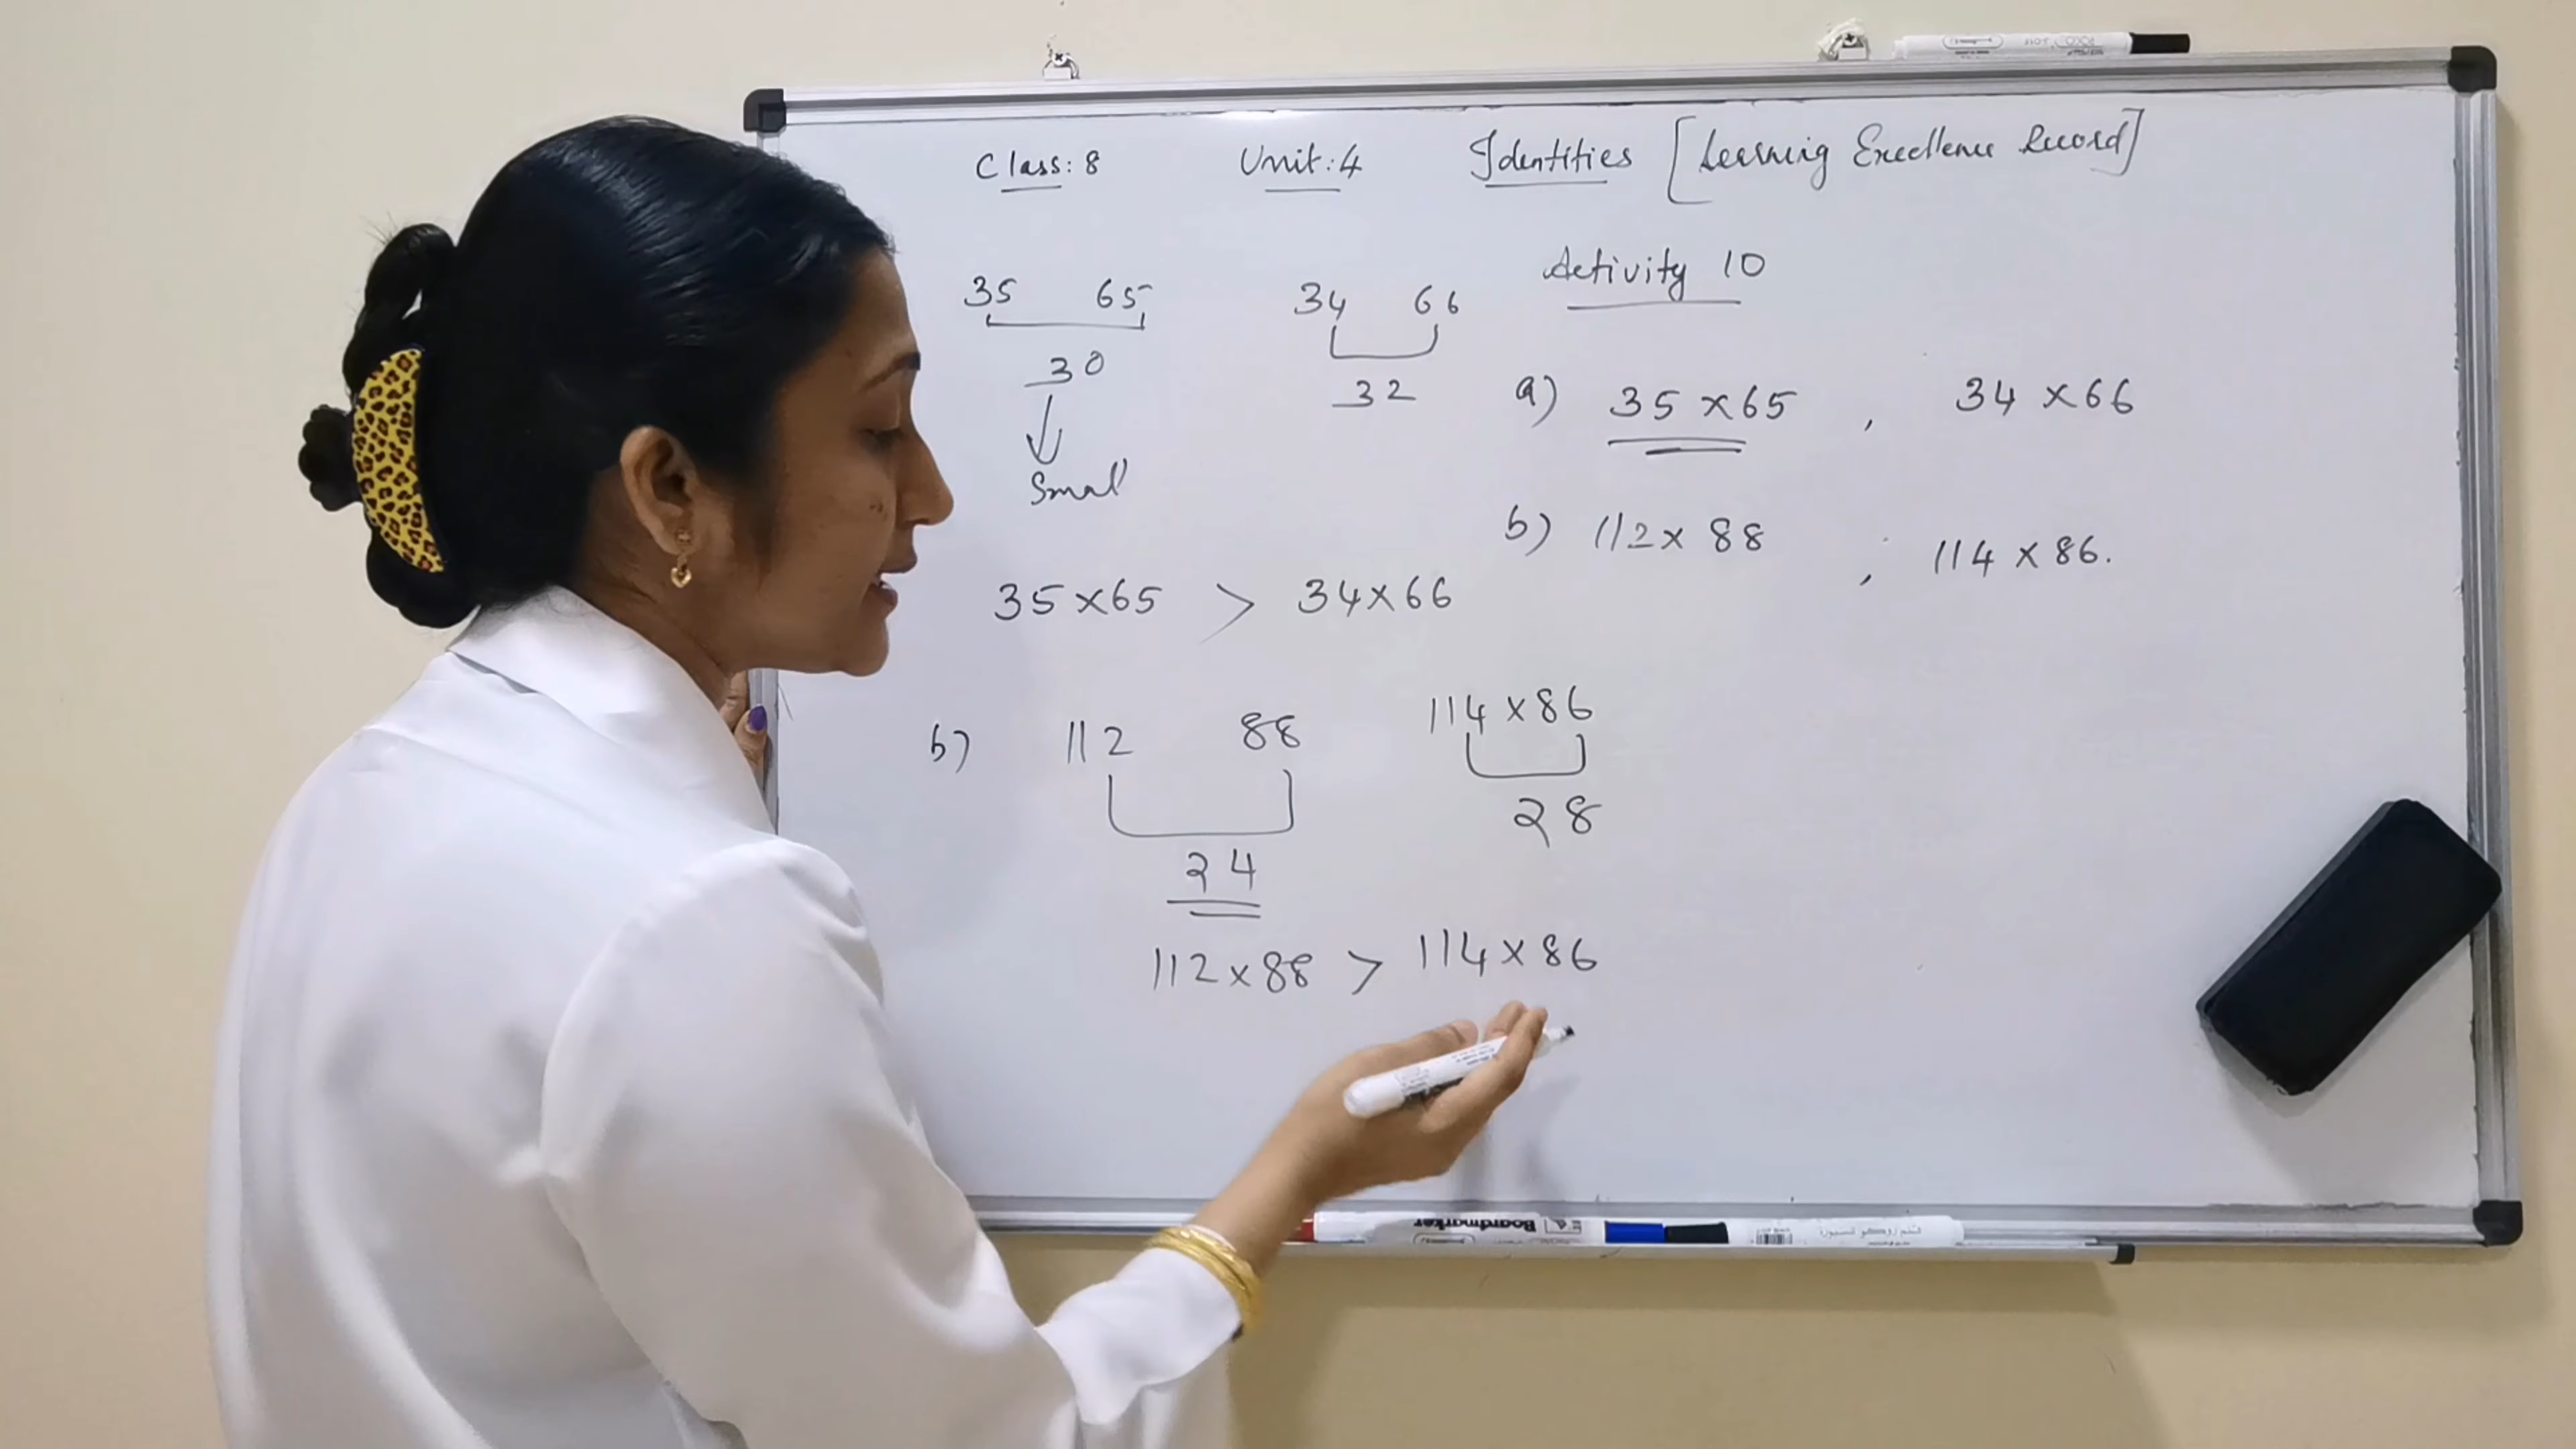 Class: 8 Unit: 4 Identities [Learning Excellence Record]
Activity 10
35 65 34 66
30 32
Small
a) 35 x 65 , 34 x 66
b) 112 x 88 , 114 x 86.
35 x 65 > 34 x 66
b) 112 88 114 x 86
24 28
112 x 88 > 114 x 86
Boardmarker